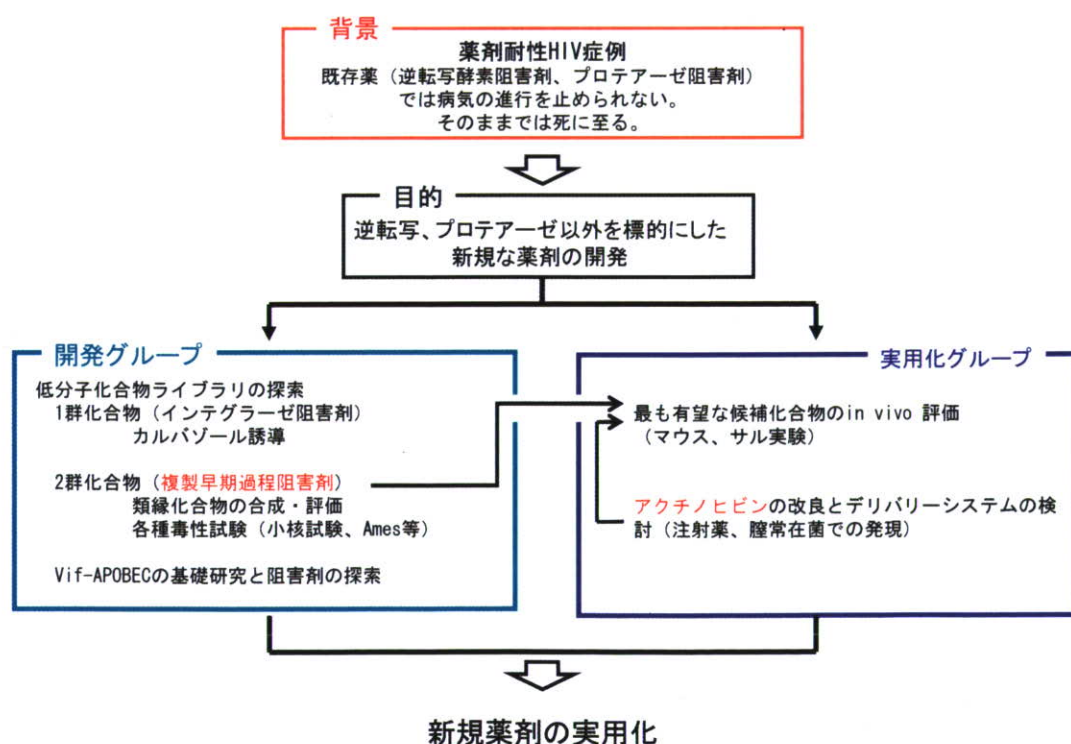 背景
薬剤耐性HIV症例
既存薬（逆転写酵素阻害剤、プロテアーゼ阻害剤）
では病気の進行を止められない。
そのままでは死に至る。
目的
逆転写、プロテアーゼ以外を標的にした
新規な薬剤の開発
開発グループ
低分子化合物ライブラリの探索
1群化合物（インテグラーゼ阻害剤）
カルバゾール誘導
2群化合物（複製早期過程阻害剤）
類縁化合物の合成・評価
各種毒性試験（小核試験、Ames等）
Vif-APOBECの基礎研究と阻害剤の探索
実用化グループ
最も有望な候補化合物のin vivo 評価
（マウス、サル実験）
アクチノヒビンの改良とデリバリーシステムの検
討（注射薬、膣常在菌での発現）
新規薬剤の実用化